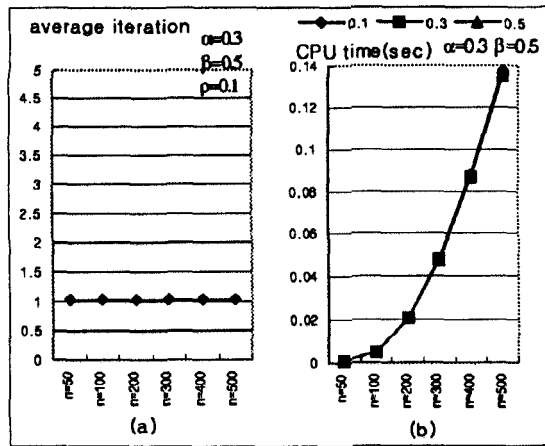 average iteration
α=0.3
β=0.5
ρ=0.1
5
4.5
4
3.5
3
2.5
2
1.5
1
0.5
0
n=50
n=100
n=200
n=300
n=400
n=500
(a)
0.1 0.3 0.5
CPU time(sec) α=0.3 β=0.5
0.14
0.12
0.1
0.08
0.06
0.04
0.02
0
n=50
n=100
n=200
n=300
n=400
n=500
(b)